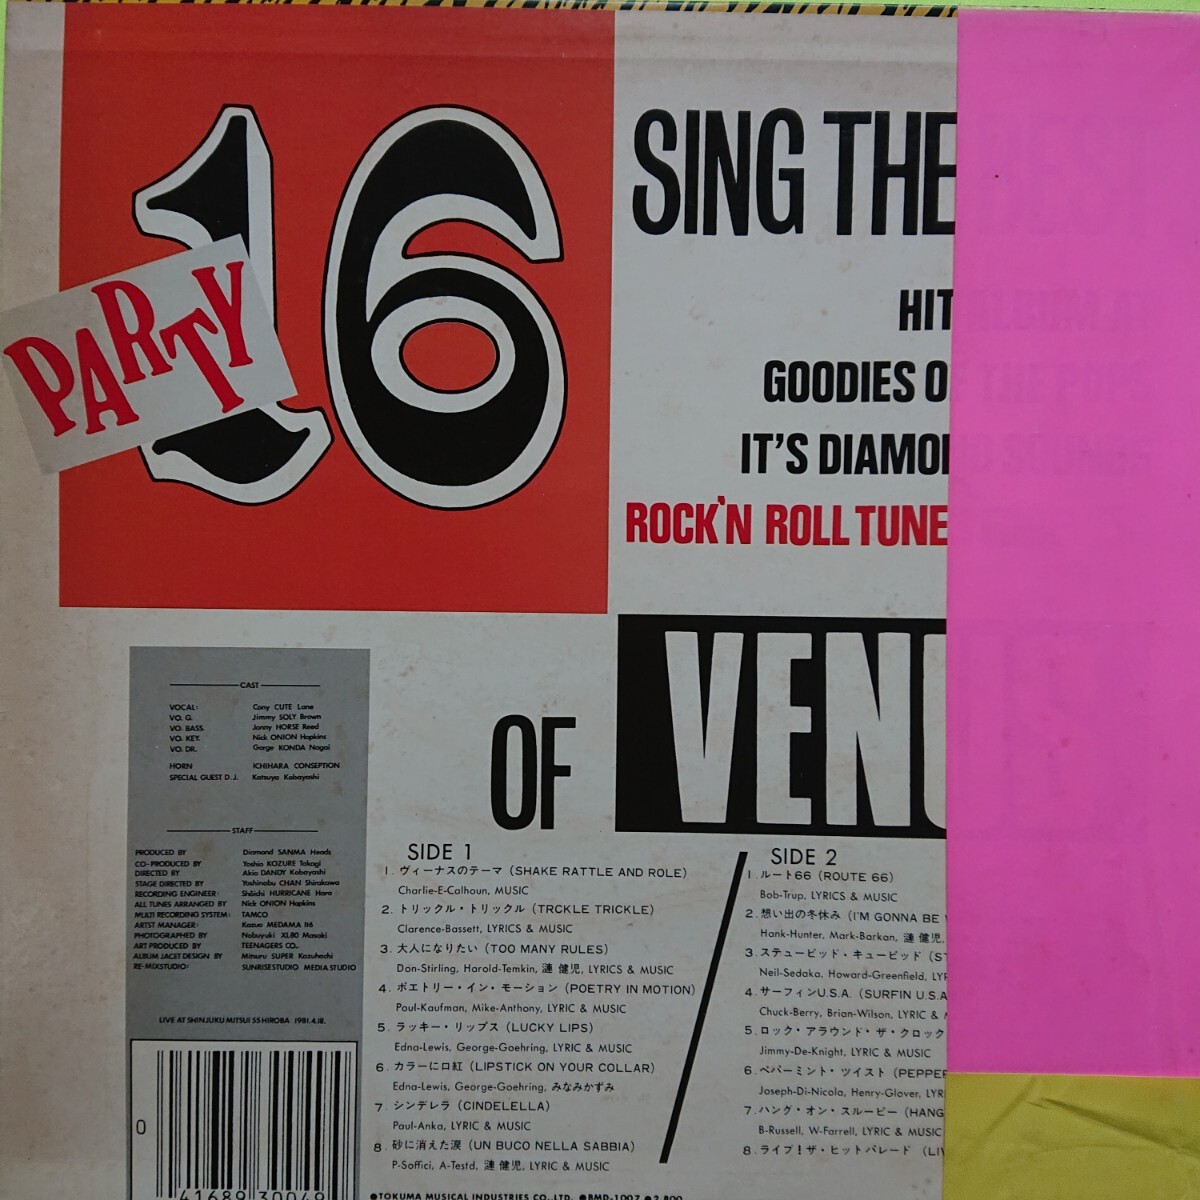 16
PARTY
SING THE
HIT
GOODIES
IT'S
ROCK'N ROLL TUNE
OF VENU
CAST
VOCAL: Cony CUTE Lane
VO. G. Jimmy SOLY Brown
VO. BASS. Jonny HORSE Reed
VO. KEY. Nick ONION Hopkins
VO. DR. Gorge KONDA Nagai
HORN ICHIHARA CONSEPTION
SPECIAL GUEST D.J. Katsuya Kobayashi
STAFF
PRODUCED BY Diamond SANMA Heads
CO-PRODUCED BY Yoshio KOZURE Takagi
DIRECTED BY Akio DANDY Kobayashi
STAGE DIRECTED BY Yoshinobu CHAN Shirakawa
RECORDING ENGINEER: Shiichi HURRICANE Hara
ALL TUNES ARRANGED BY Nick ONION Hopkins
MULTI RECORDING SYSTEM: TAMCO
ARTST MANAGER: Kazuo MEDAMA 116
PHOTOGRAPHED BY Nobuyuki XL80 Masaki
ART PRODUCED BY TEENAGERS CO.,
ALBUM JACET DESIGN BY Mitsuru SUPER Kazuhachi
RE-MIXSTUDIO: SUNRISESTUDIO MEDIA STUDIO
LIVE AT SHINJUKU MITSUI 55 HIROBA 1981.4.18.
SIDE 1
1. ヴィーナスのテーマ (SHAKE RATTLE AND ROLE)
Charlie-E-Calhoun, MUSIC
2. トリックル・トリックル (TRCKLE TRICKLE)
Clarence-Bassett, LYRICS & MUSIC
3. 大人になりたい (TOO MANY RULES)
Don-Stirling, Harold-Temkin, 漣 健児, LYRICS & MUSIC
4. ポエトリー・イン・モーション (POETRY IN MOTION)
Poul-Kaufman, Mike-Anthony, LYRIC & MUSIC
5. ラッキー・リップス (LUCKY LIPS)
Edna-Lewis, George-Goehring, LYRIC & MUSIC
6. カラーに口紅 (LIPSTICK ON YOUR COLLAR)
Edna-Lewis, George-Goehring, みなみかずみ
7. シンデレラ (CINDELELLA)
Paul-Anka, LYRIC & MUSIC
8. 砂に消えた涙 (UN BUCO NELLA SABBIA)
P-Soffici, A-Testd, 漣 健児, LYRIC & MUSIC
SIDE 2
1. ルート66 (ROUTE 66)
Bob-Trup, LYRICS & MUSIC
2. 想い出の冬休み (I'M GONNA BE
Hank-Hunter, Mark-Barkan, 漣 健児,
3. ステューピッド・キューピッド (ST
Neil-Sedaka, Howard-Greenfield, LYR
4. サーフィンU.S.A. (SURFIN U.S.A
Chuck-Berry, Brian-Wilson, LYRIC &
5. ロック・アラウンド・ザ・クロック
Jimmy-De-Knight, LYRIC & MUSIC
6. ペパーミント・ツイスト (PEPPER
Joseph-Di-Nicola, Henry-Glover, LYR
7. ハング・オン・スルーピー (HANG
B-Russell, W-Farrell, LYRIC & MUSIC
8. ライブ！ザ・ヒットパレード (LIV
0
41689 30049
●TOKUMA MUSICAL INDUSTRIES CO., LTD. ●BMD-1007 ●2,800